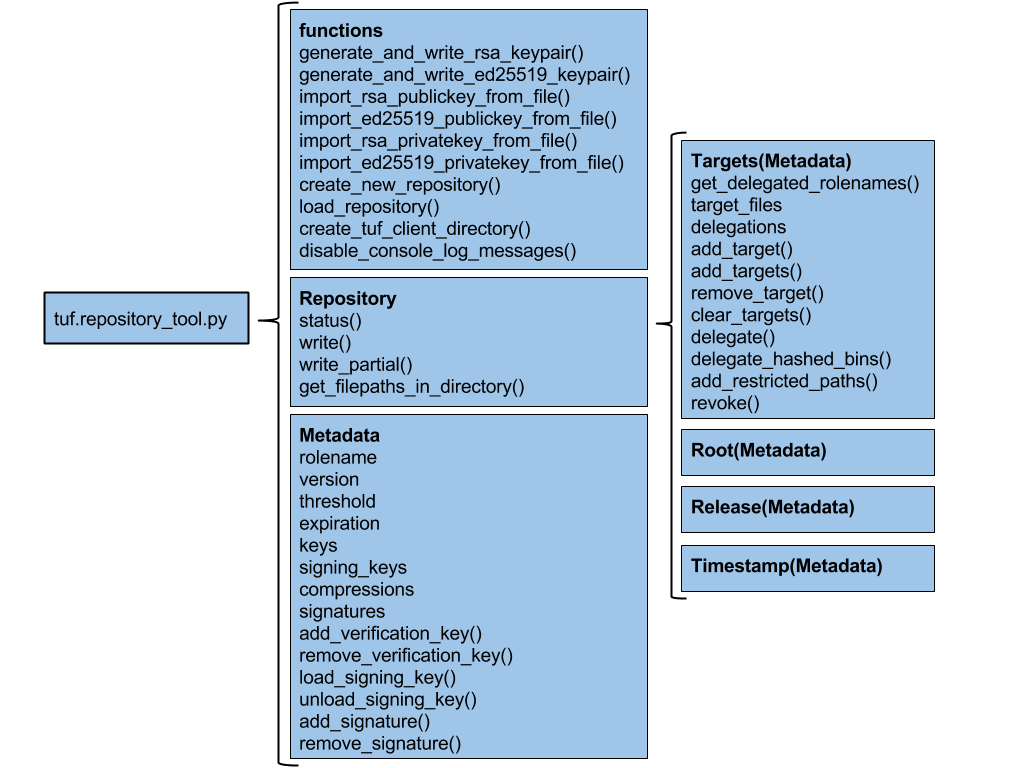 tuf.repository_tool.py
functions
generate_and_write_rsa_keypair()
generate_and_write_ed25519_keypair()
import_rsa_publickey_from_file()
import_ed25519_publickey_from_file()
import_rsa_privatekey_from_file()
import_ed25519_privatekey_from_file()
create_new_repository()
load_repository()
create_tuf_client_directory()
disable_console_log_messages()
Repository
status()
write()
write_partial()
get_filepaths_in_directory()
Metadata
rolename
version
threshold
expiration
keys
signing_keys
compressions
signatures
add_verification_key()
remove_verification_key()
load_signing_key()
unload_signing_key()
add_signature()
remove_signature()
Targets(Metadata)
get_delegated_rolenames()
target_files
delegations
add_target()
add_targets()
remove_target()
clear_targets()
delegate()
delegate_hashed_bins()
add_restricted_paths()
revoke()
Root(Metadata)
Release(Metadata)
Timestamp(Metadata)